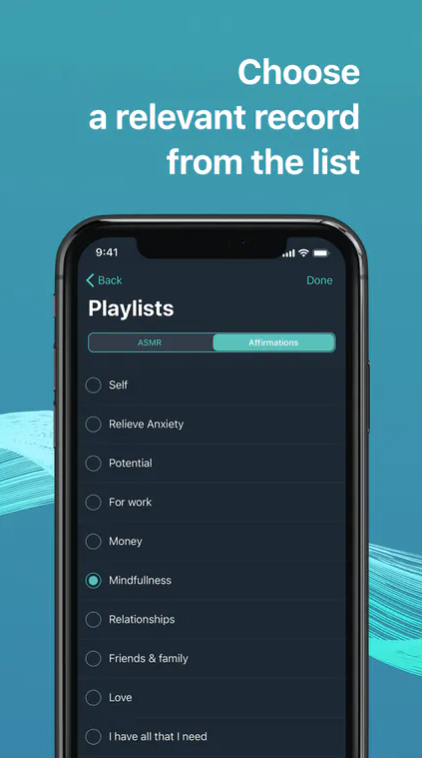 Choose
a relevant record
from the list
9:41
Back
Done
Playlists
ASMR
Affirmations
Self
Relieve Anxiety
Potential
For work
Money
Mindfullness
Relationships
Friends & family
Love
I have all that I need